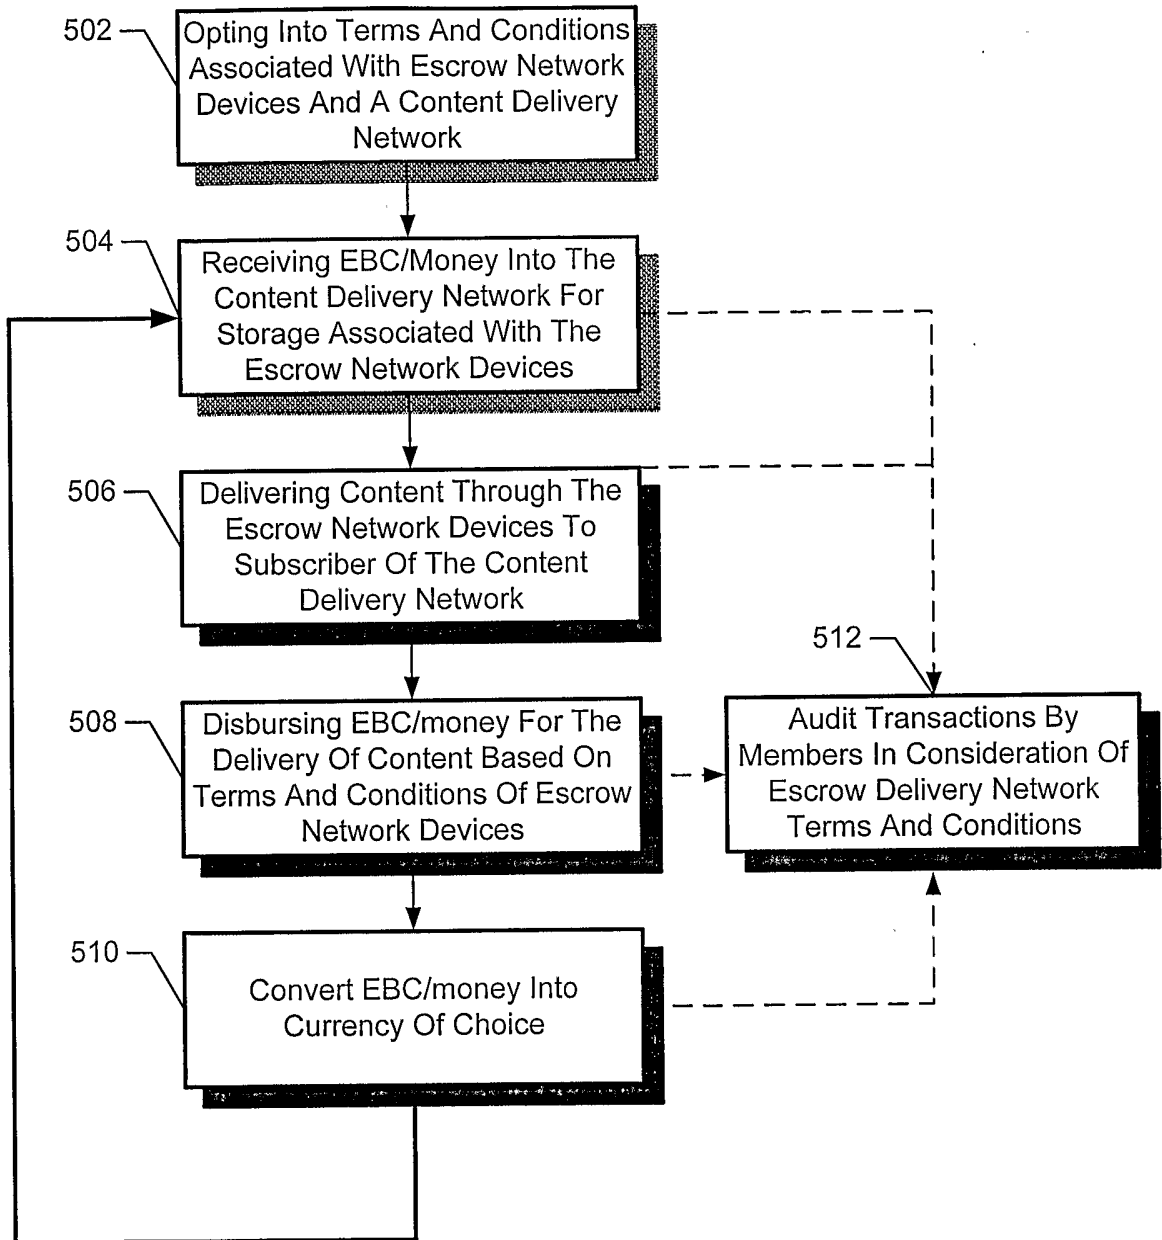 502
Opting Into Terms And Conditions
Associated With Escrow Network
Devices And A Content Delivery
Network
504
Receiving EBC/Money Into The
Content Delivery Network For
Storage Associated With The
Escrow Network Devices
506
Delivering Content Through The
Escrow Network Devices To
Subscriber Of The Content
Delivery Network
508
Disbursing EBC/money For The
Delivery Of Content Based On
Terms And Conditions Of Escrow
Network Devices
512
Audit Transactions By
Members In Consideration Of
Escrow Delivery Network
Terms And Conditions
510
Convert EBC/money Into
Currency Of Choice